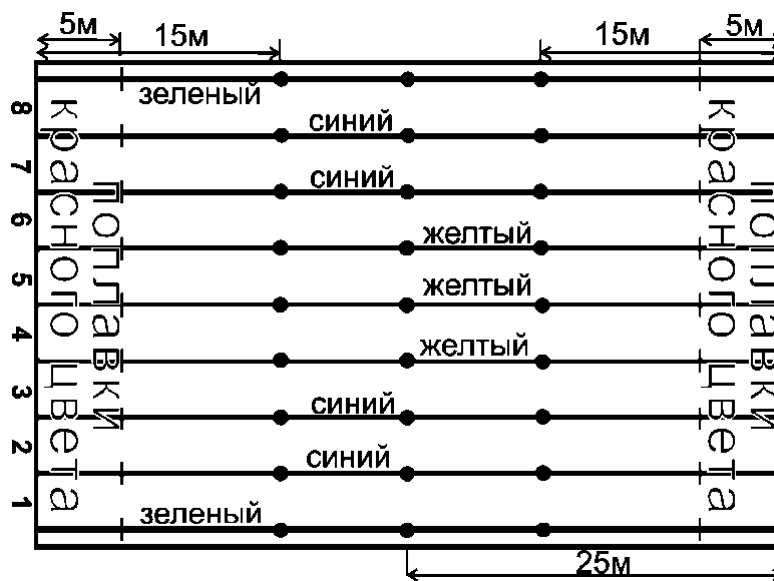 5м
15м
15м
5м
зеленый
синий
синий
желтый
желтый
желтый
синий
синий
зеленый
25м
8
7
6
5
4
3
2
1
поплавки
красного цвета
поплавки
красного цвета